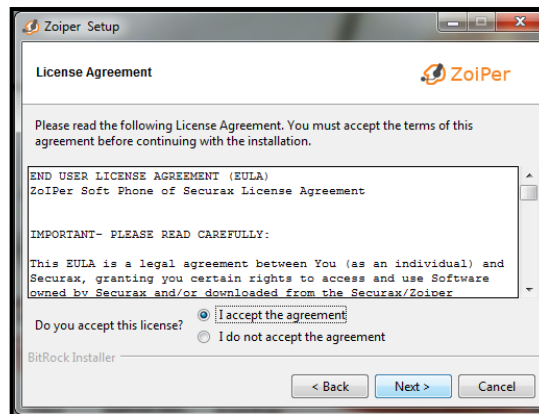 Zoiper Setup
License Agreement
ZoiPer
Please read the following License Agreement. You must accept the terms of this
agreement before continuing with the installation.
END USER LICENSE AGREEMENT (EULA)
ZoIPer Soft Phone of Securax License Agreement
IMPORTANT- PLEASE READ CAREFULLY:
This EULA is a legal agreement between You (as an individual) and
Securax, granting you certain rights to access and use Software
owned by Securax and/or downloaded from the Securax/Zoiper
Do you accept this license?
I accept the agreement
I do not accept the agreement
BitRock Installer
< Back
Next >
Cancel